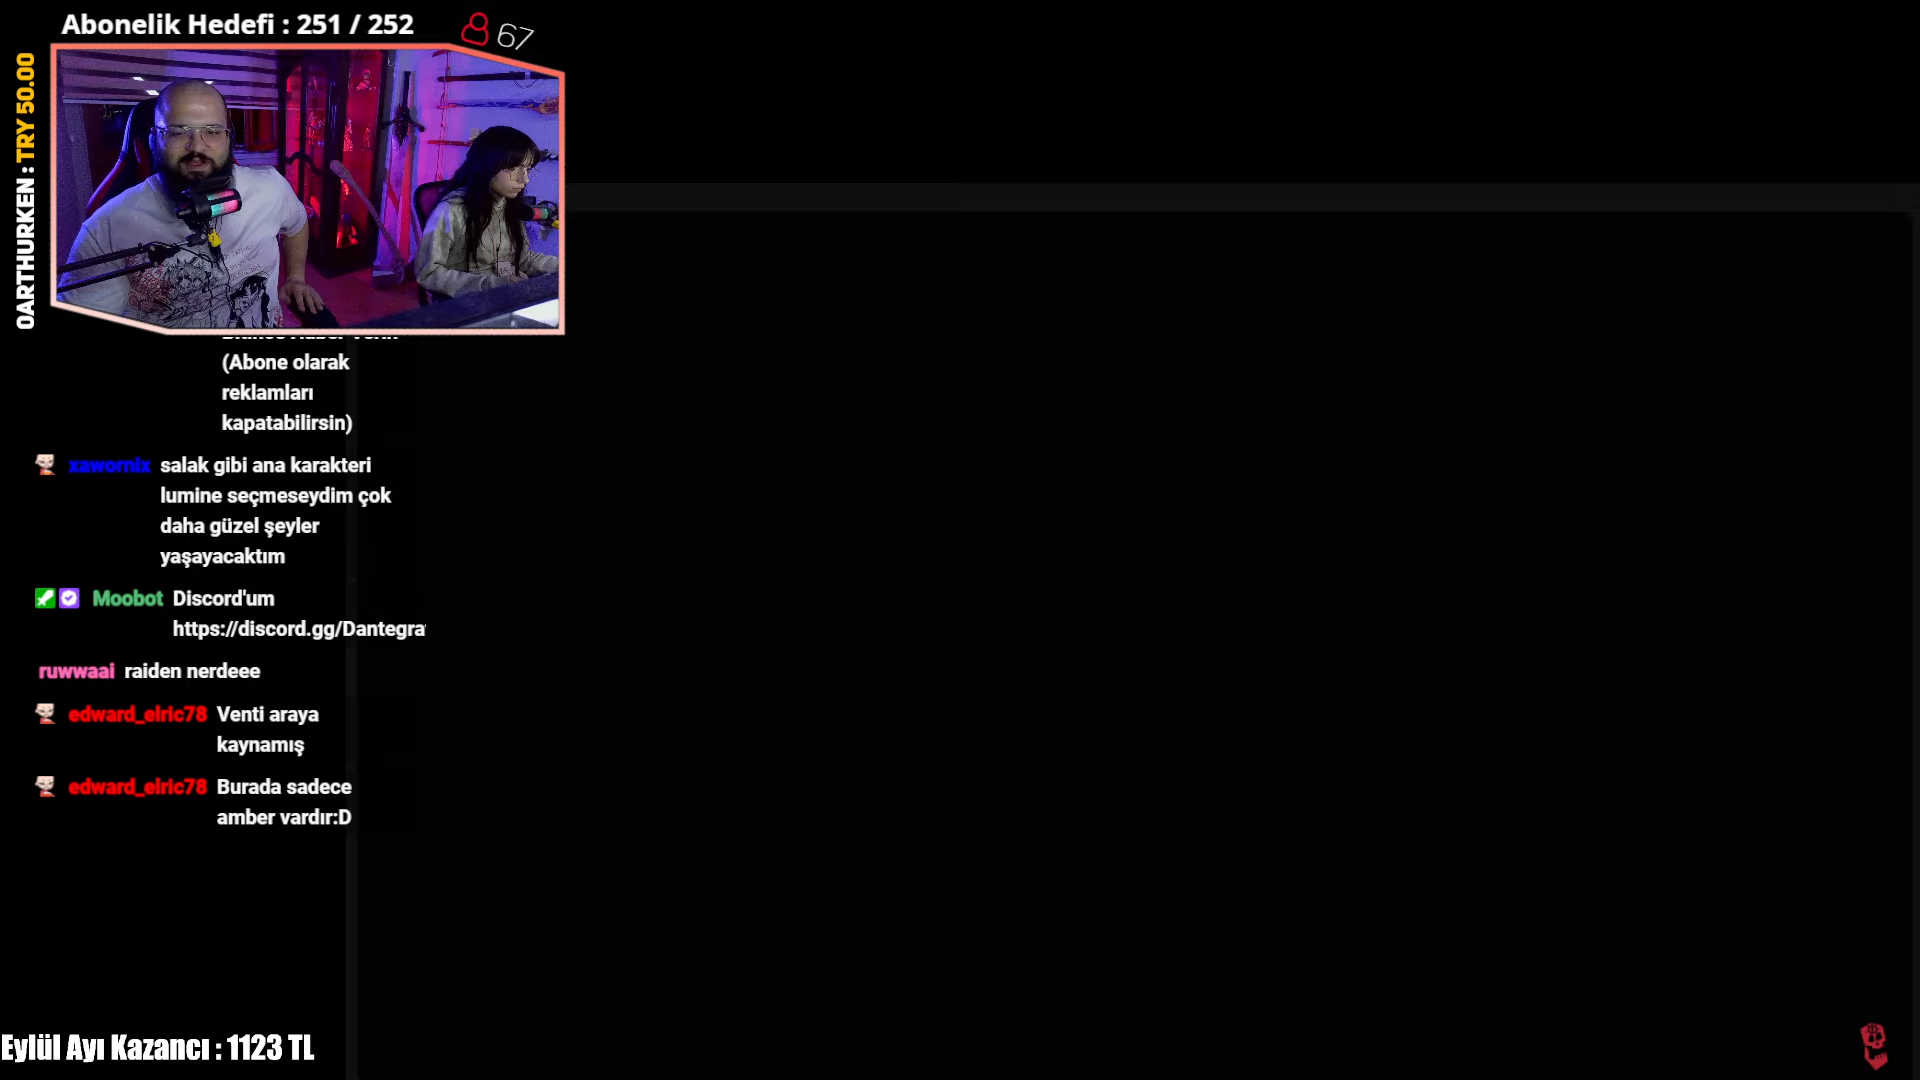 Abonelik Hedefi : 251 / 252
67
0ARTHURKEN : TRY 50.00
(Abone olarak
reklamları
kapatabilirsin)
xawornix salak gibi ana karakteri
lumine seçmeseydim çok
daha güzel şeyler
yaşayacaktım
Moobot Discord'um
https://discord.gg/Dantegra
ruwwaai raiden nerdeee
edward_elric78 Venti araya
kaynamış
edward_elric78 Burada sadece
amber vardır:D
Eylül Ayı Kazancı : 1123 TL